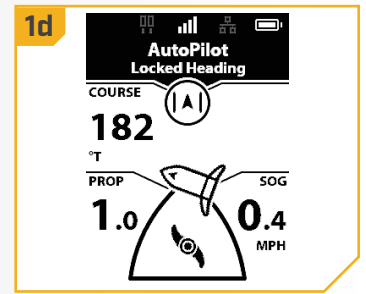 1d
AutoPilot
Locked Heading
COURSE
182
°T
PROP
SOG
1.0
0.4
MPH